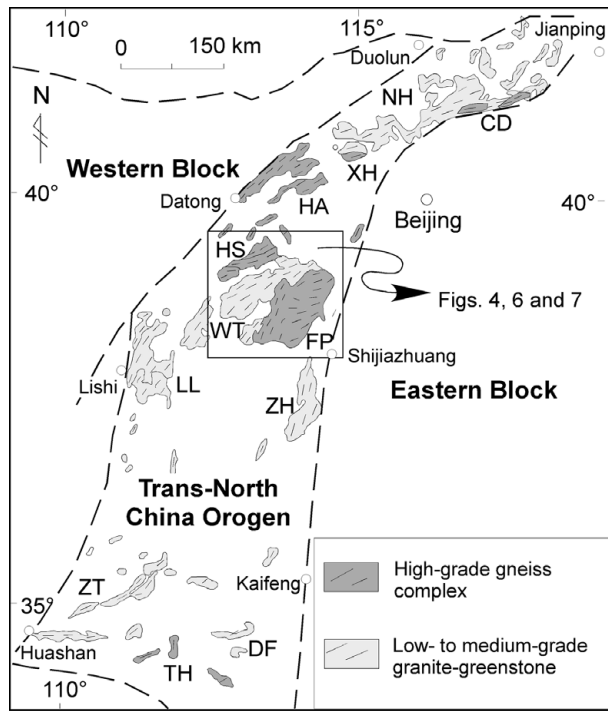 110°
115°
0 150 km
Duolun
Jianping
N
NH
CD
Western Block
XH
40°
Datong
HA
Beijing
40°
HS
Figs. 4, 6 and 7
WT
FP
Shijiazhuang
Lishi
LL
ZH
Eastern Block
Trans-North
China Orogen
High-grade gneiss
complex
ZT
Kaifeng
35°
Low- to medium-grade
granite-greenstone
Huashan
DF
TH
110°